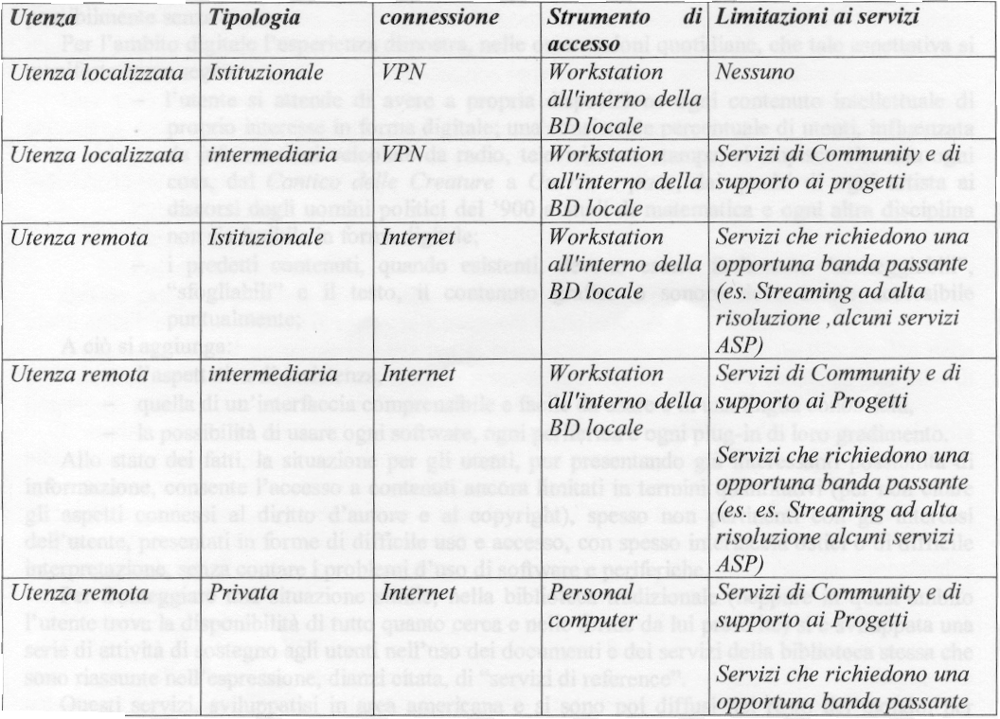 Utenza
Tipologia
connessione
Strumento di
accesso
Limitazioni ai servizi
Utenza localizzata
Istituzionale
VPN
Workstation
all'interno della
BD locale
Nessuno
Utenza localizzata
intermediaria
VPN
Workstation
all'interno della
BD locale
Servizi di Community e di
supporto ai progetti
Utenza remota
Istituzionale
Internet
Workstation
all'interno della
BD locale
Servizi che richiedono una
opportuna banda passante
(es. Streaming ad alta
risoluzione ,alcuni servizi
ASP)
Utenza remota
intermediaria
Internet
Workstation
all'interno della
BD locale
Servizi di Community e di
supporto ai Progetti
Servizi che richiedono una
opportuna banda passante
(es. es. Streaming ad alta
risoluzione alcuni servizi
ASP)
Utenza remota
Privata
Internet
Personal
computer
Servizi di Community e di
supporto ai Progetti
Servizi che richiedono una
opportuna banda passante